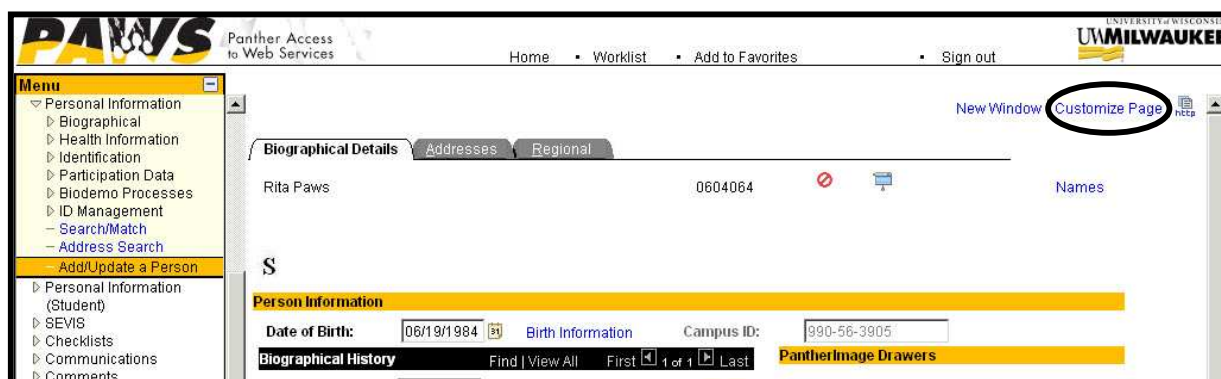 PAWS Panther Access to Web Services
UNIVERSITY of WISCONSIN
UWMILWAUKEE
Home • Worklist • Add to Favorites • Sign out
Menu
Personal Information
Biographical
Health Information
Identification
Participation Data
Biodemo Processes
ID Management
– Search/Match
– Address Search
– Add/Update a Person
Personal Information (Student)
SEVIS
Checklists
Communications
Comments
New Window Customize Page http
Biographical Details Addresses Regional
Rita Paws 0604064 Names
S
Person Information
Date of Birth: 06/19/1984 31 Birth Information Campus ID: 990-56-3905
Biographical History Find | View All First 1 of 1 Last
PantherImage Drawers